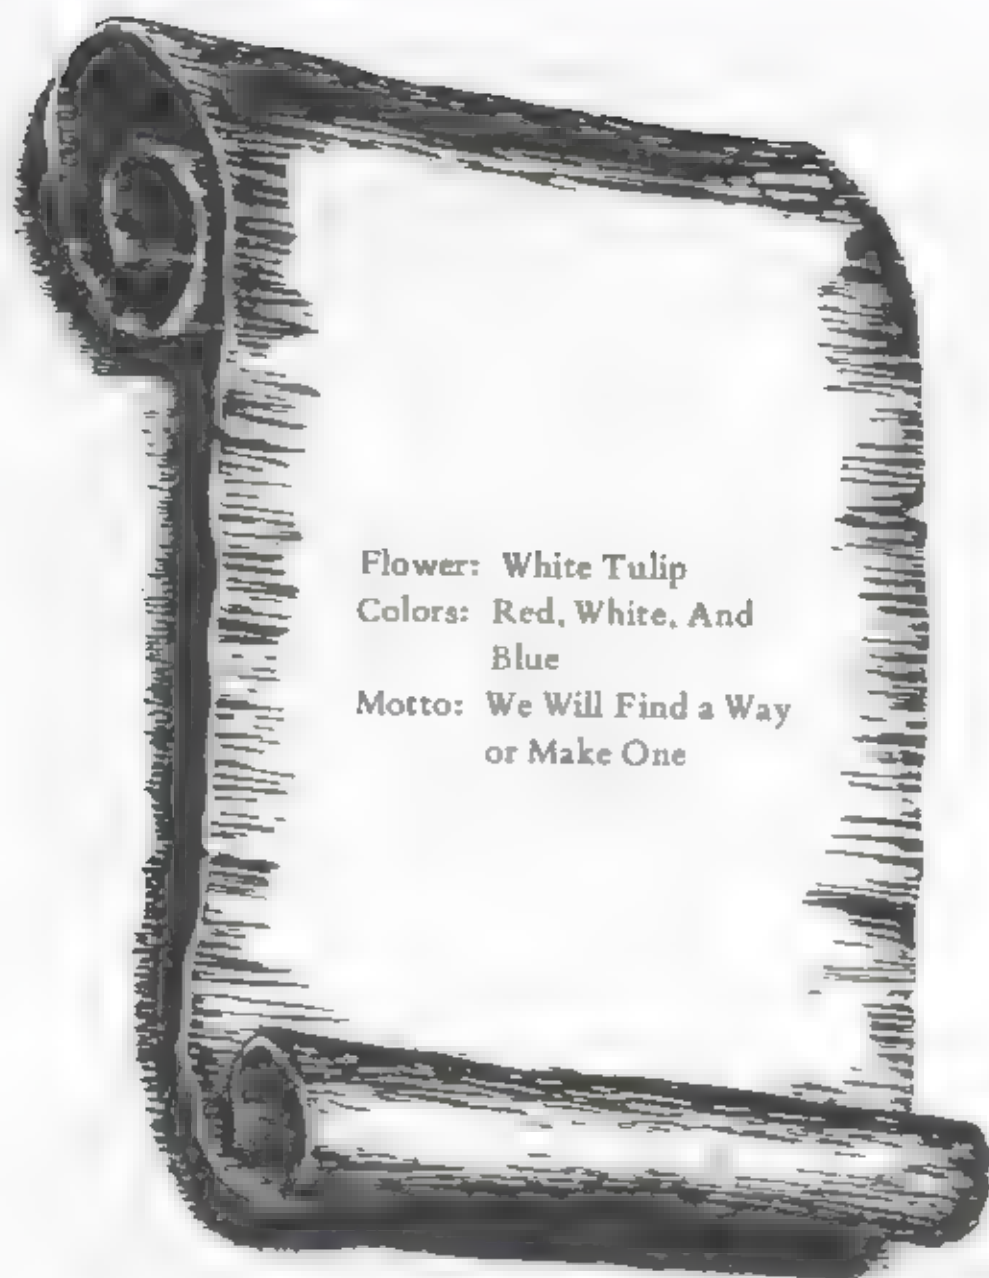 Flower: White Tulip
Colors: Red, White, And
Blue
Motto: We Will Find a Way
or Make One